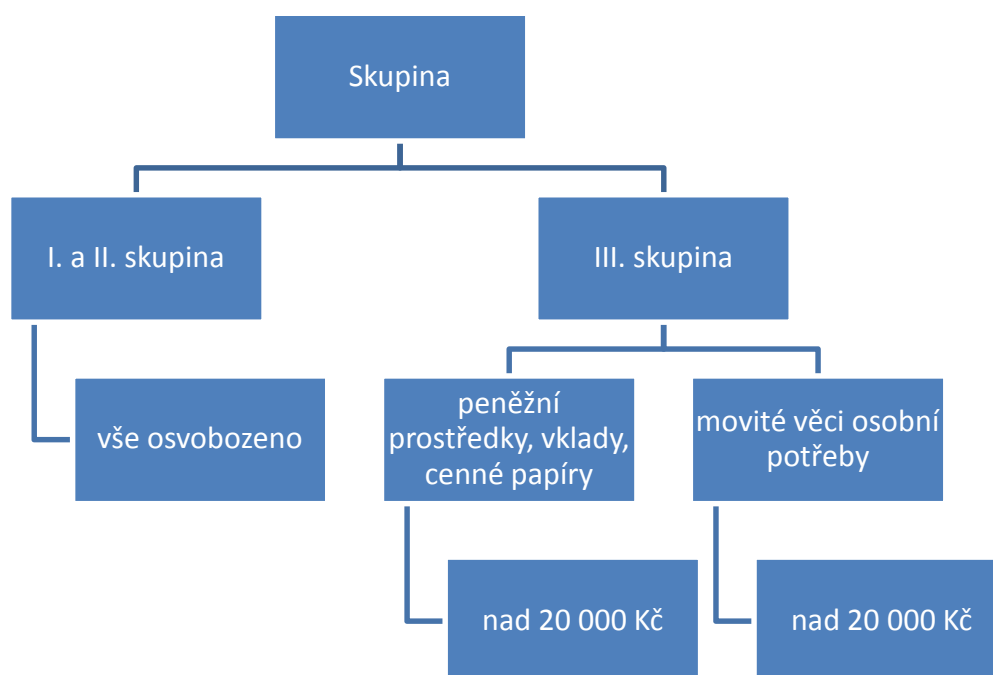 Skupina
I. a II. skupina
III. skupina
vše osvobozeno
peněžní
prostředky, vklady,
cenné papíry
movité věci osobní
potřeby
nad 20 000 Kč
nad 20 000 Kč